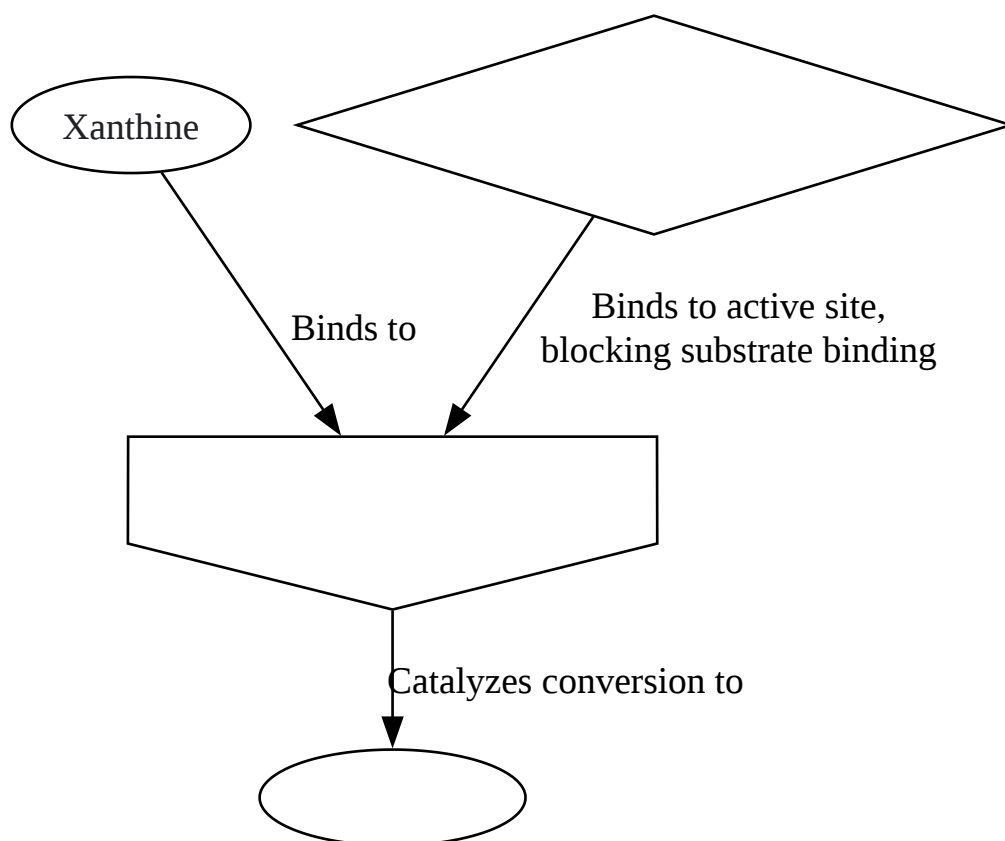 Xanthine
Binds to
Binds to active site,
blocking substrate binding
Catalyzes conversion to